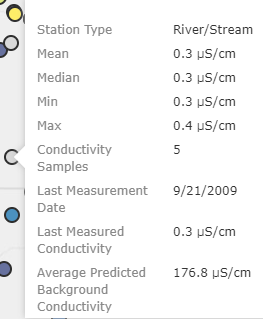 Station Type River/Stream
Mean 0.3 µS/cm
Median 0.3 µS/cm
Min 0.3 µS/cm
Max 0.4 µS/cm
Conductivity 5
Samples
Last Measurement 9/21/2009
Date
Last Measured 0.3 µS/cm
Conductivity
Average Predicted 176.8 µS/cm
Background
Conductivity